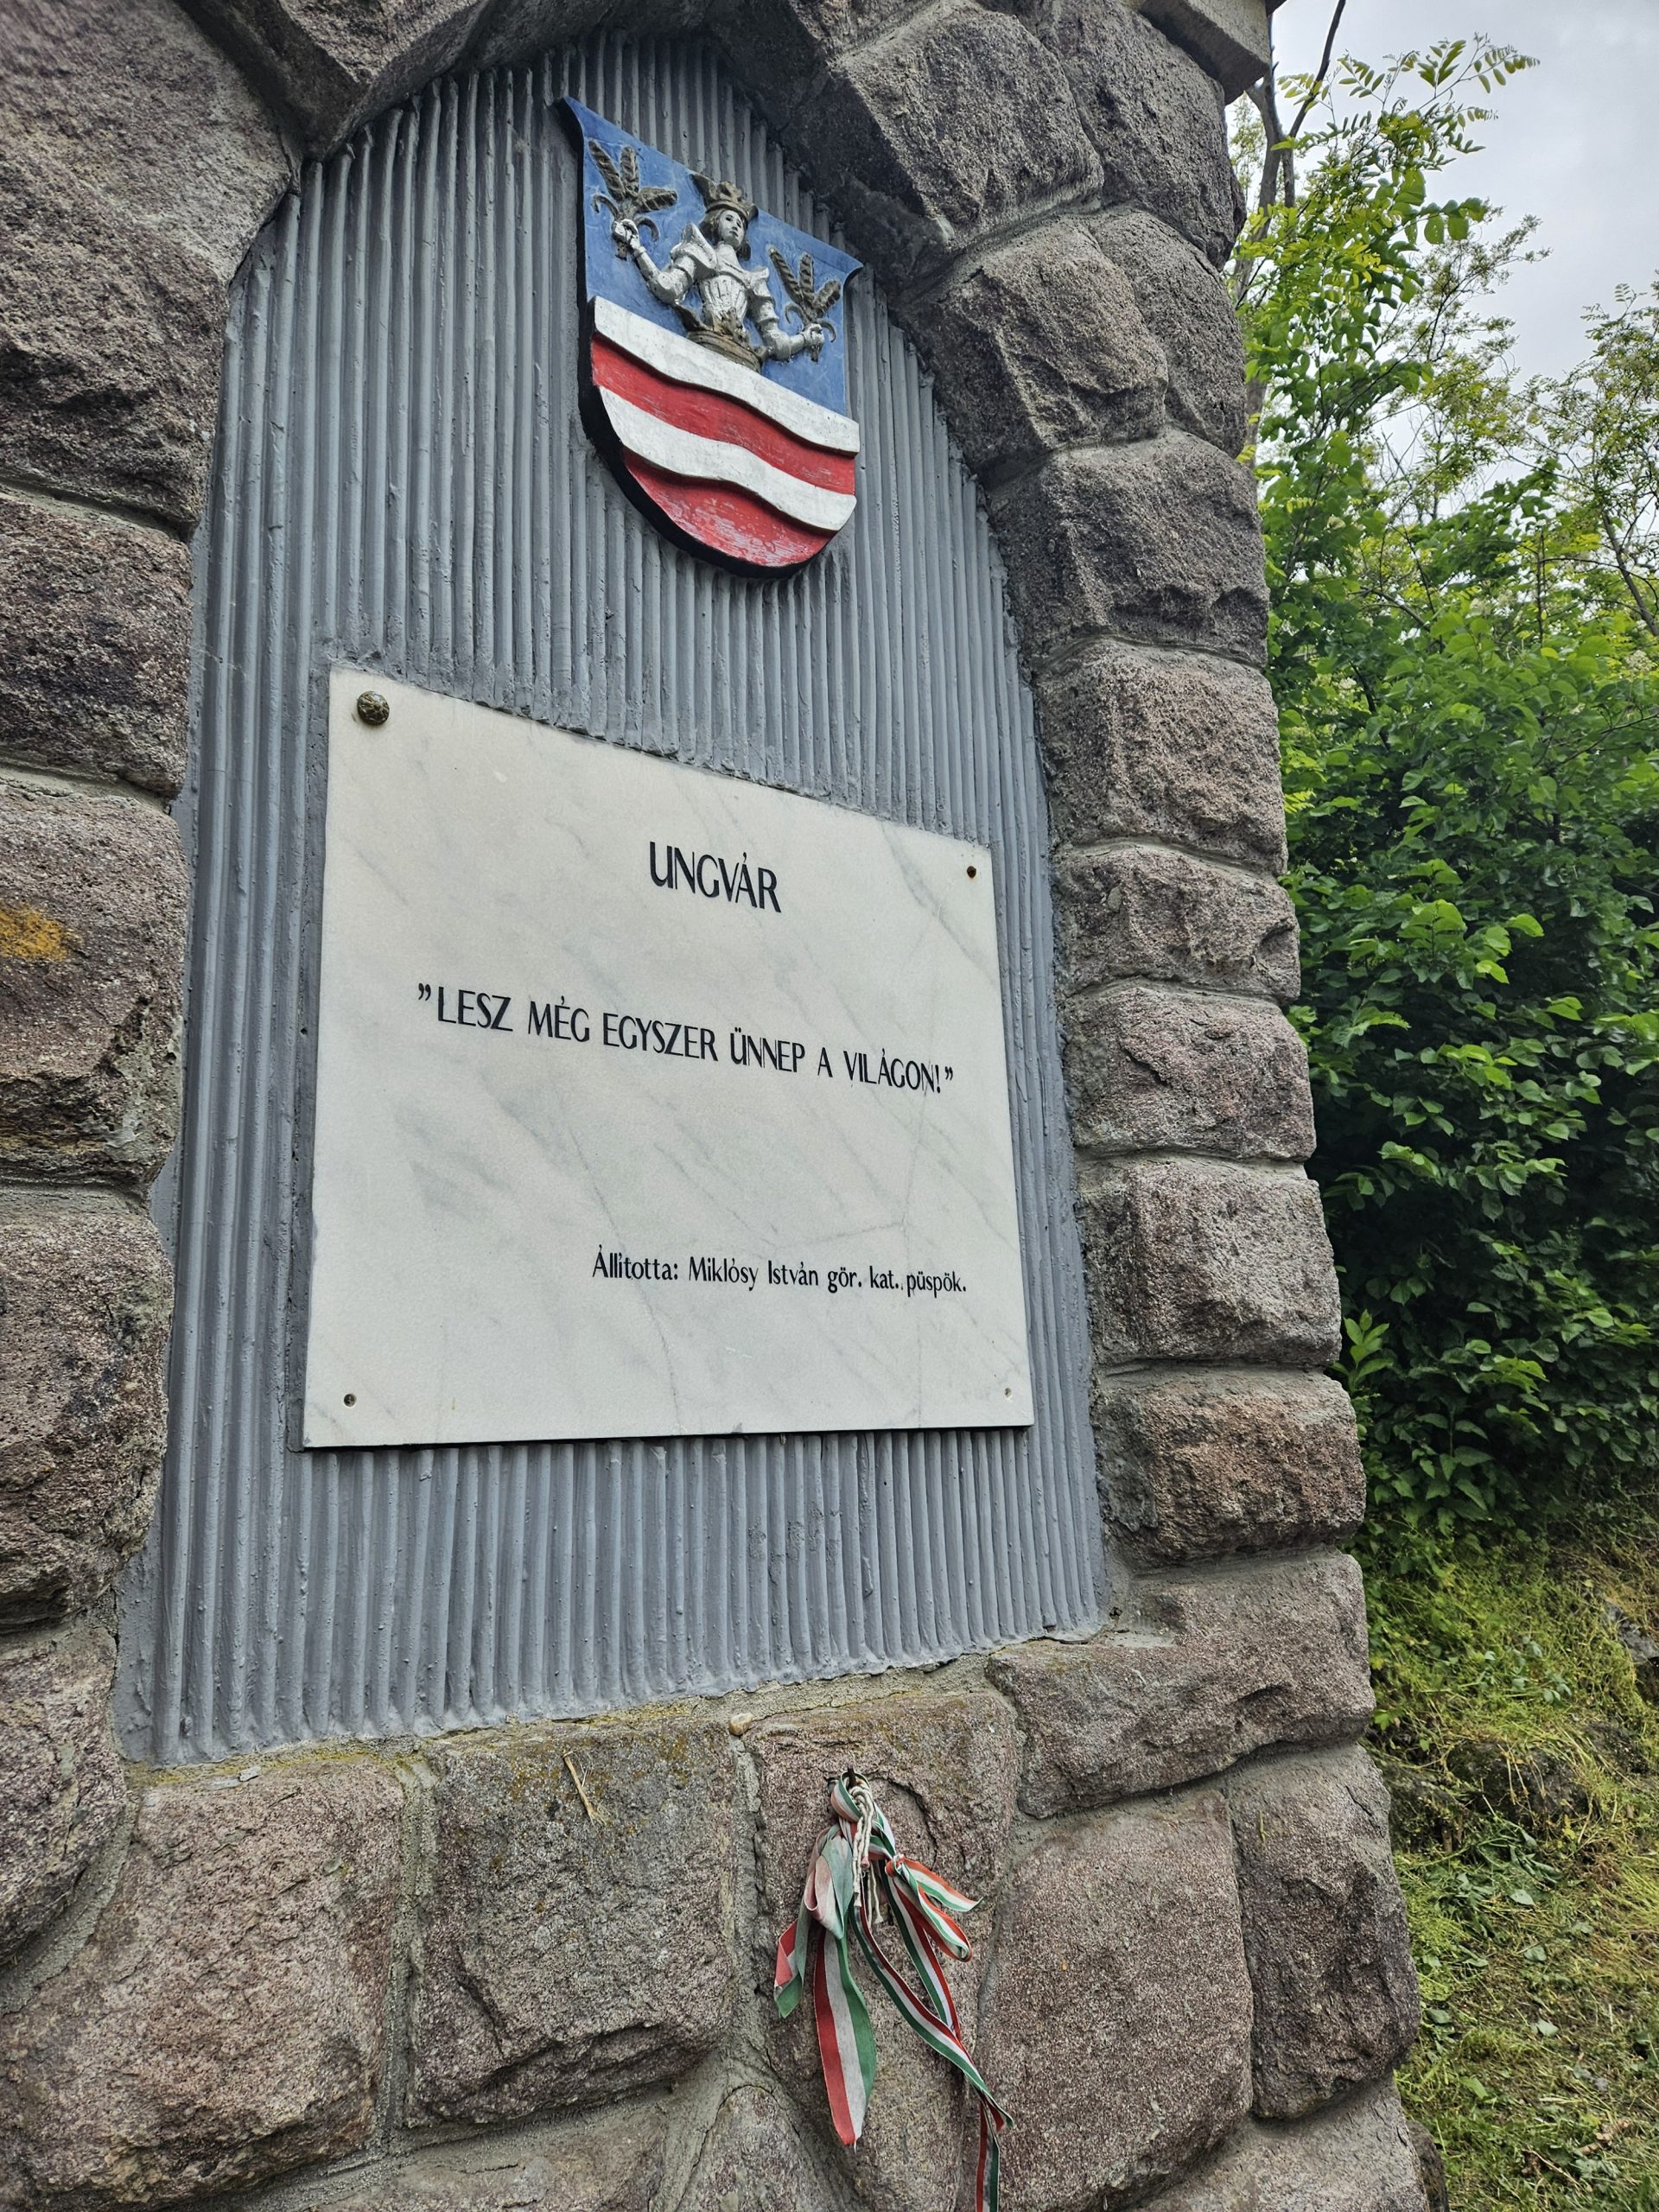 UNGVÁR
”LESZ MÉG EGYSZER ÜNNEP A VILÁGON!”
Állította: Miklósy István gör. kat. püspök.